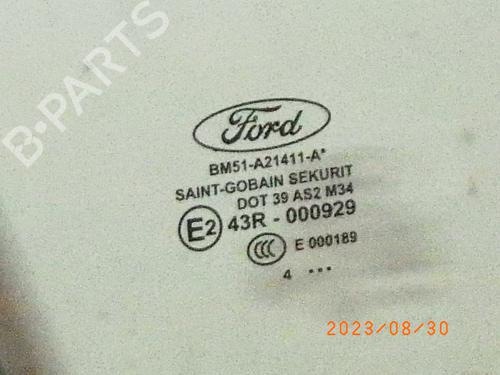 B-PARTS
Ford
BM51-A21411-A*
SAINT-GOBAIN SEKURIT
DOT 39 AS2 M34
E2 43R - 000929
CCC E 000189
4 ...
2023/08/30